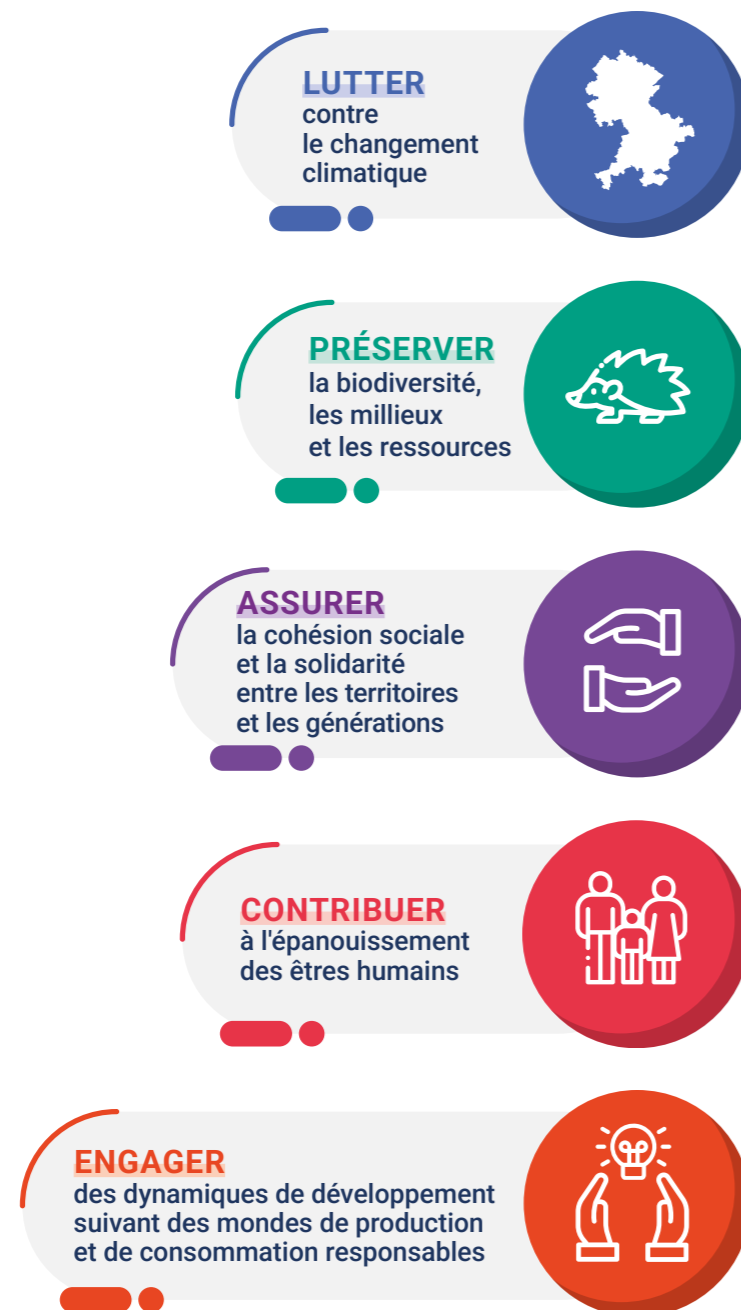 LUTTER
contre
le changement
climatique
PRÉSERVER
la biodiversité,
les millieux
et les ressources
ASSURER
la cohésion sociale
et la solidarité
entre les territoires
et les générations
CONTRIBUER
à l'épanouissement
des êtres humains
ENGAGER
des dynamiques de développement
suivant des mondes de production
et de consommation responsables